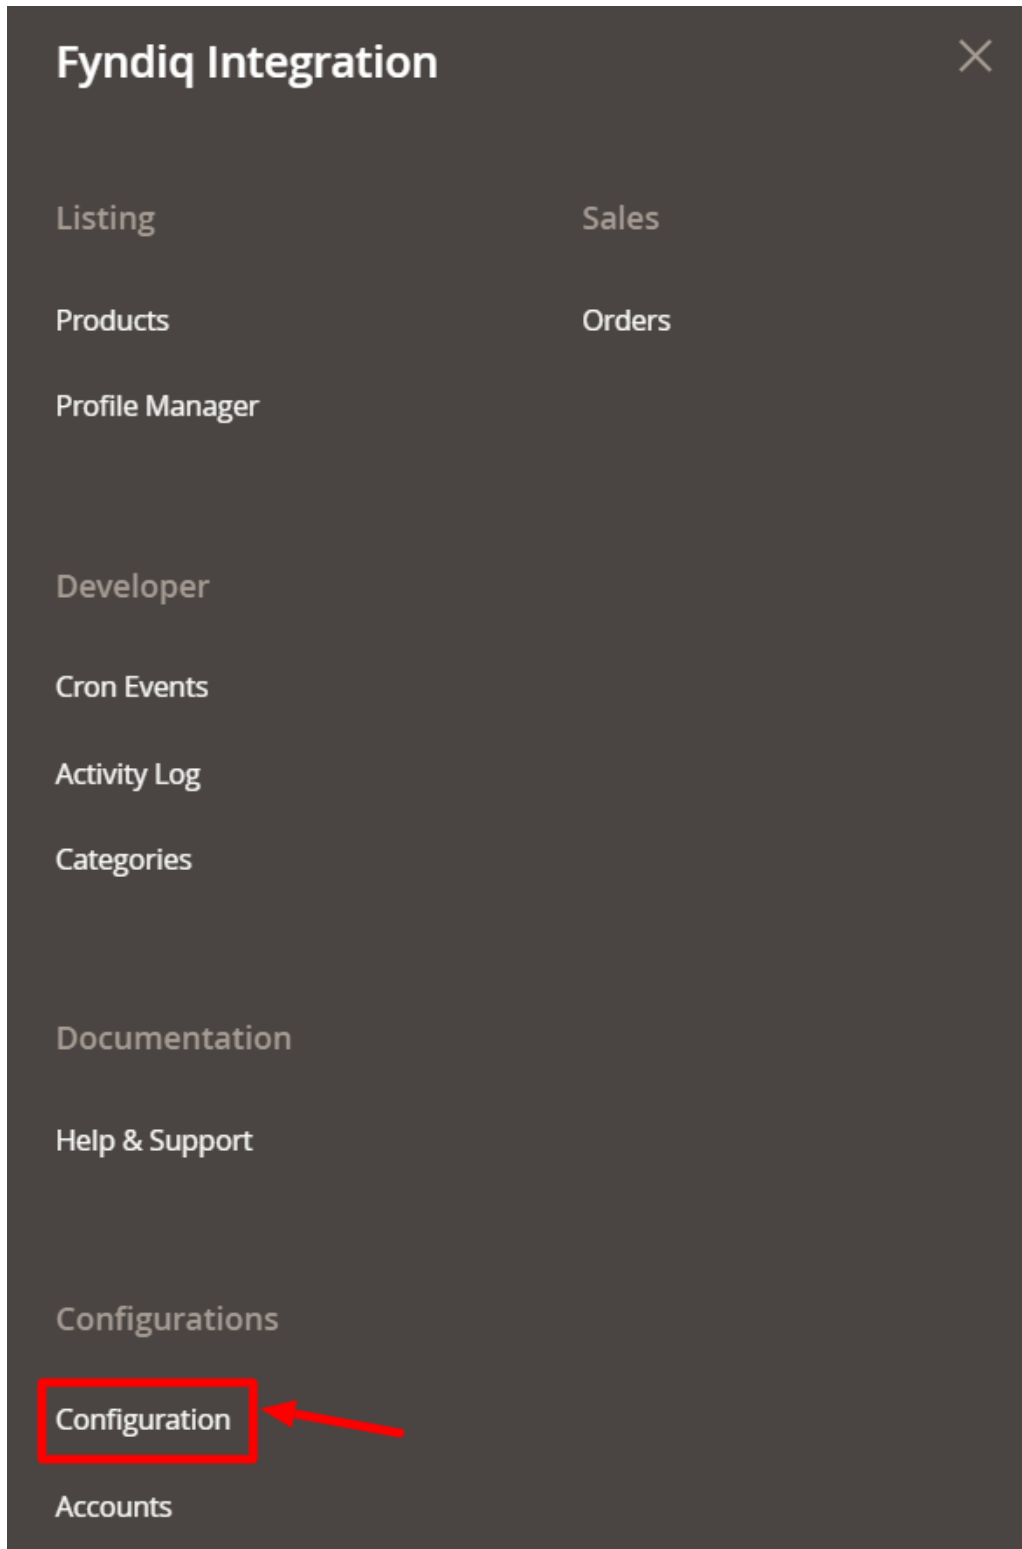 Fyndiq Integration
Listing
Products
Profile Manager
Sales
Orders
Developer
Cron Events
Activity Log
Categories
Documentation
Help & Support
Configurations
Configuration
Accounts